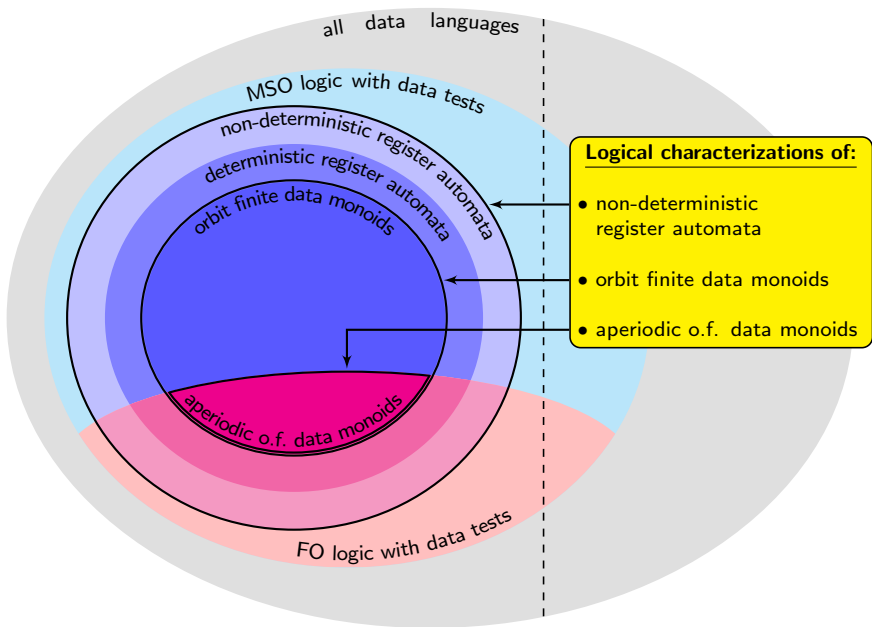 all data languages
MSO logic with data tests
non-deterministic register automata
deterministic register automata
orbit finite data monoids
aperiodic o.f. data monoids
FO logic with data tests
Logical characterizations of:
• non-deterministic
register automata
• orbit finite data monoids
• aperiodic o.f. data monoids